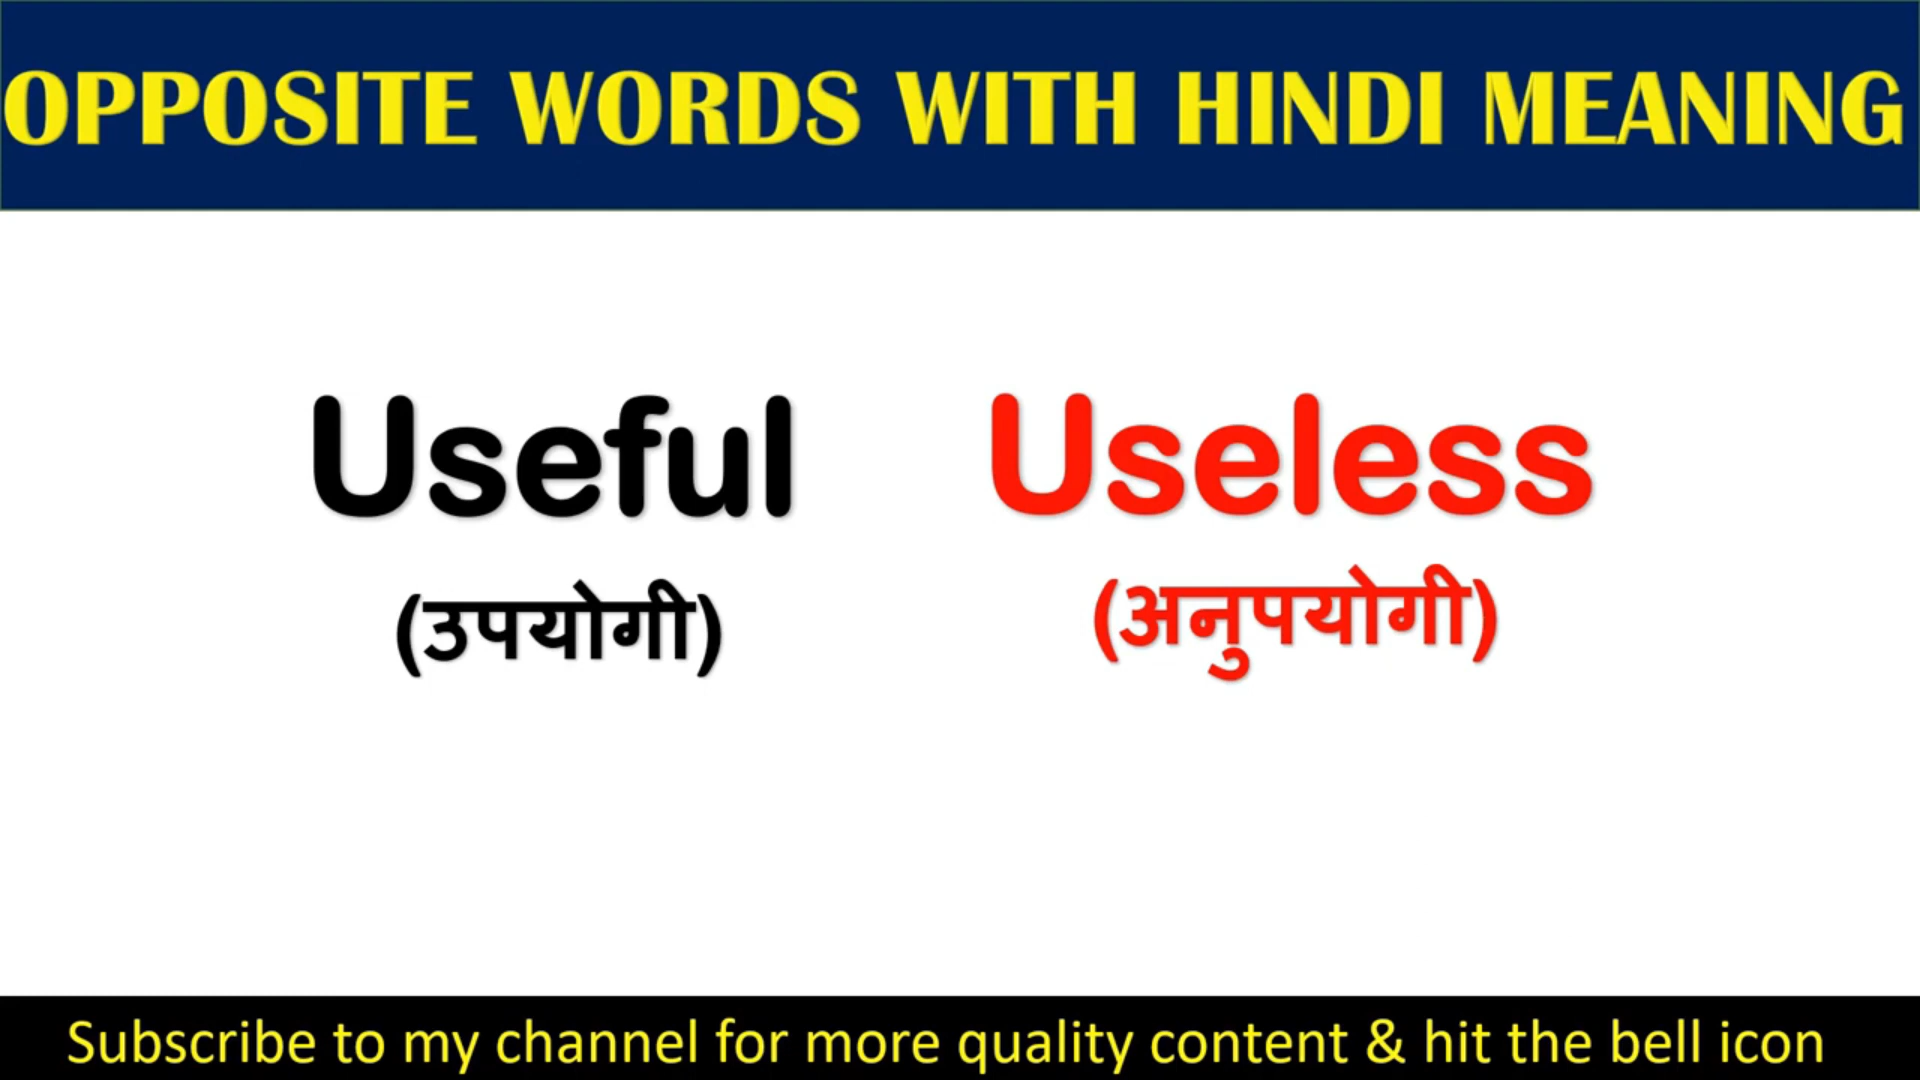 OPPOSITE WORDS WITH HINDI MEANING
Useful Useless
(उपयोगी) (अनुपयोगी)
Subscribe to my channel for more quality content & hit the bell icon